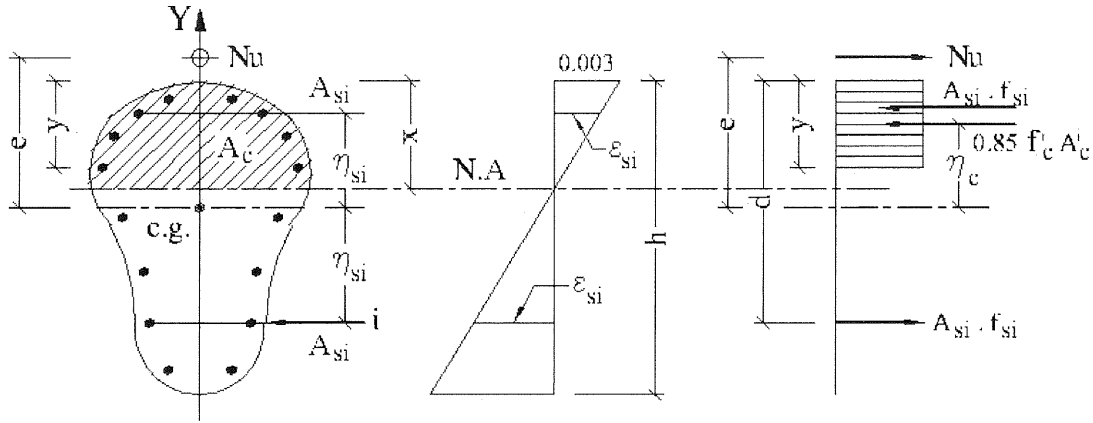 Y
Nu
e
y
A_si
A_c
η_si
c.g.
η_si
i
A_si
x
0.003
ε_si
N.A
h
ε_si
Nu
e
y
A_si . f_si
0.85 f'_c A'_c
η_c
d
A_si . f_si